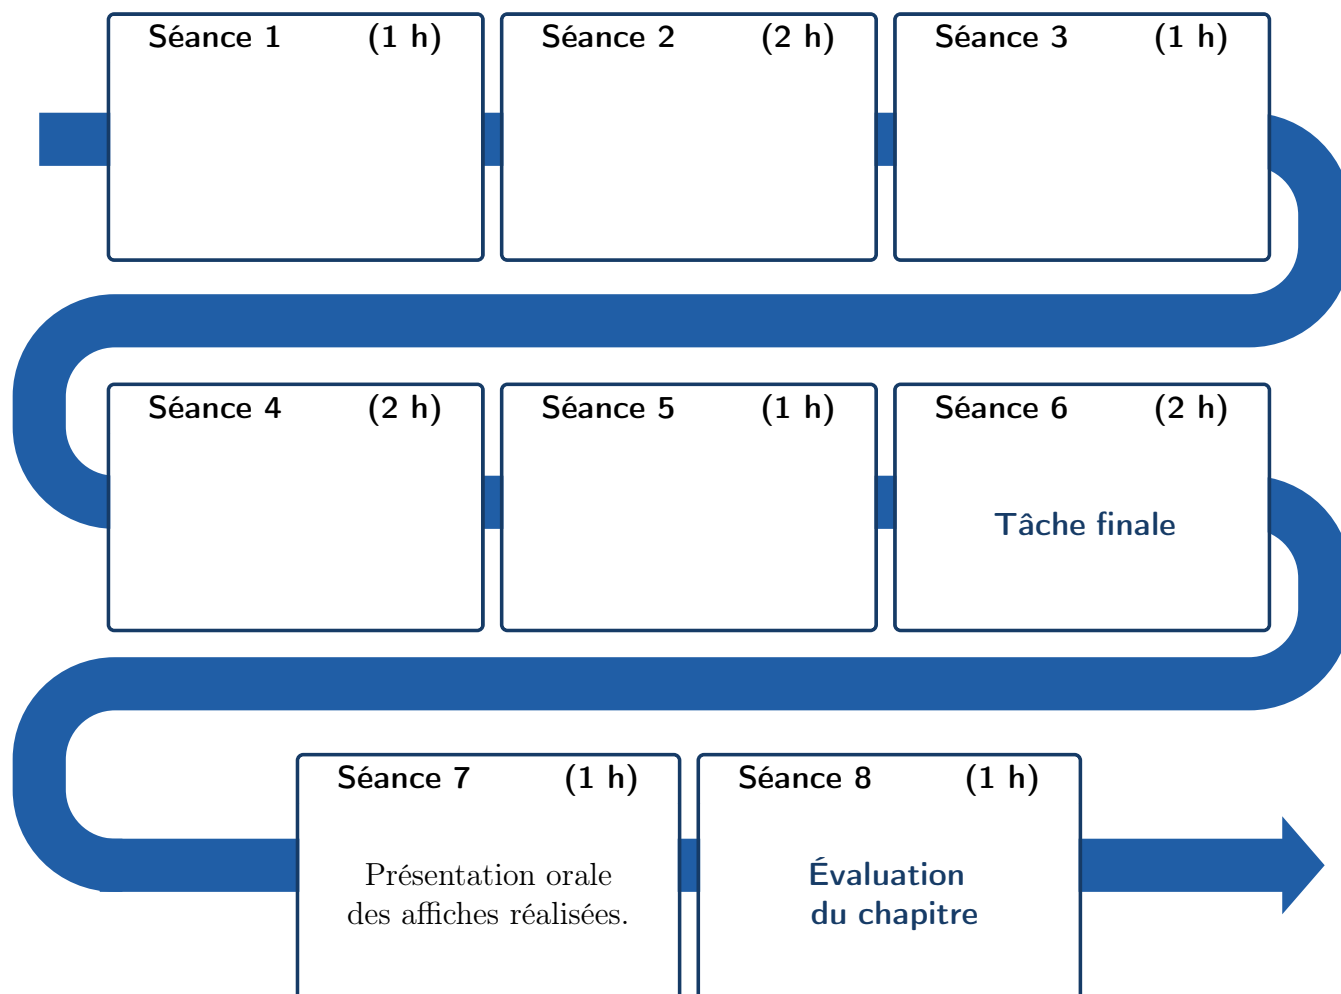 Séance 1 (1 h)
Séance 2 (2 h)
Séance 3 (1 h)
Séance 4 (2 h)
Séance 5 (1 h)
Séance 6 (2 h)
Tâche finale
Séance 7 (1 h)
Présentation orale
des affiches réalisées.
Séance 8 (1 h)
Évaluation
du chapitre